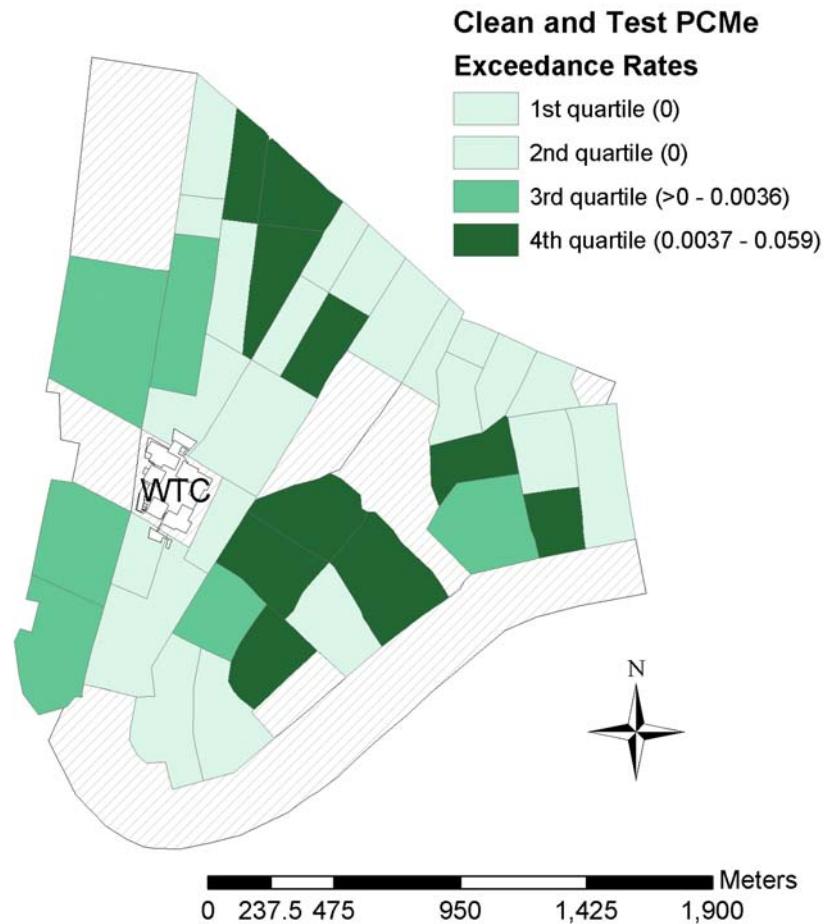 Clean and Test PCMe
Exceedance Rates
1st quartile (0)
2nd quartile (0)
3rd quartile (>0 - 0.0036)
4th quartile (0.0037 - 0.059)
WTC
N
Meters
0 237.5 475 950 1,425 1,900